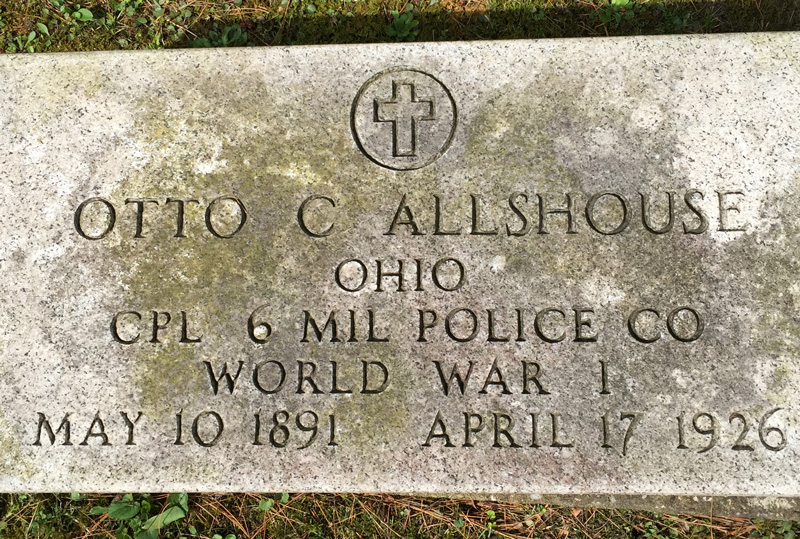 OTTO C ALLSHOUSE
OHIO
CPL 6 MIL POLICE CO
WORLD WAR I
MAY 10 1891 APRIL 17 1926